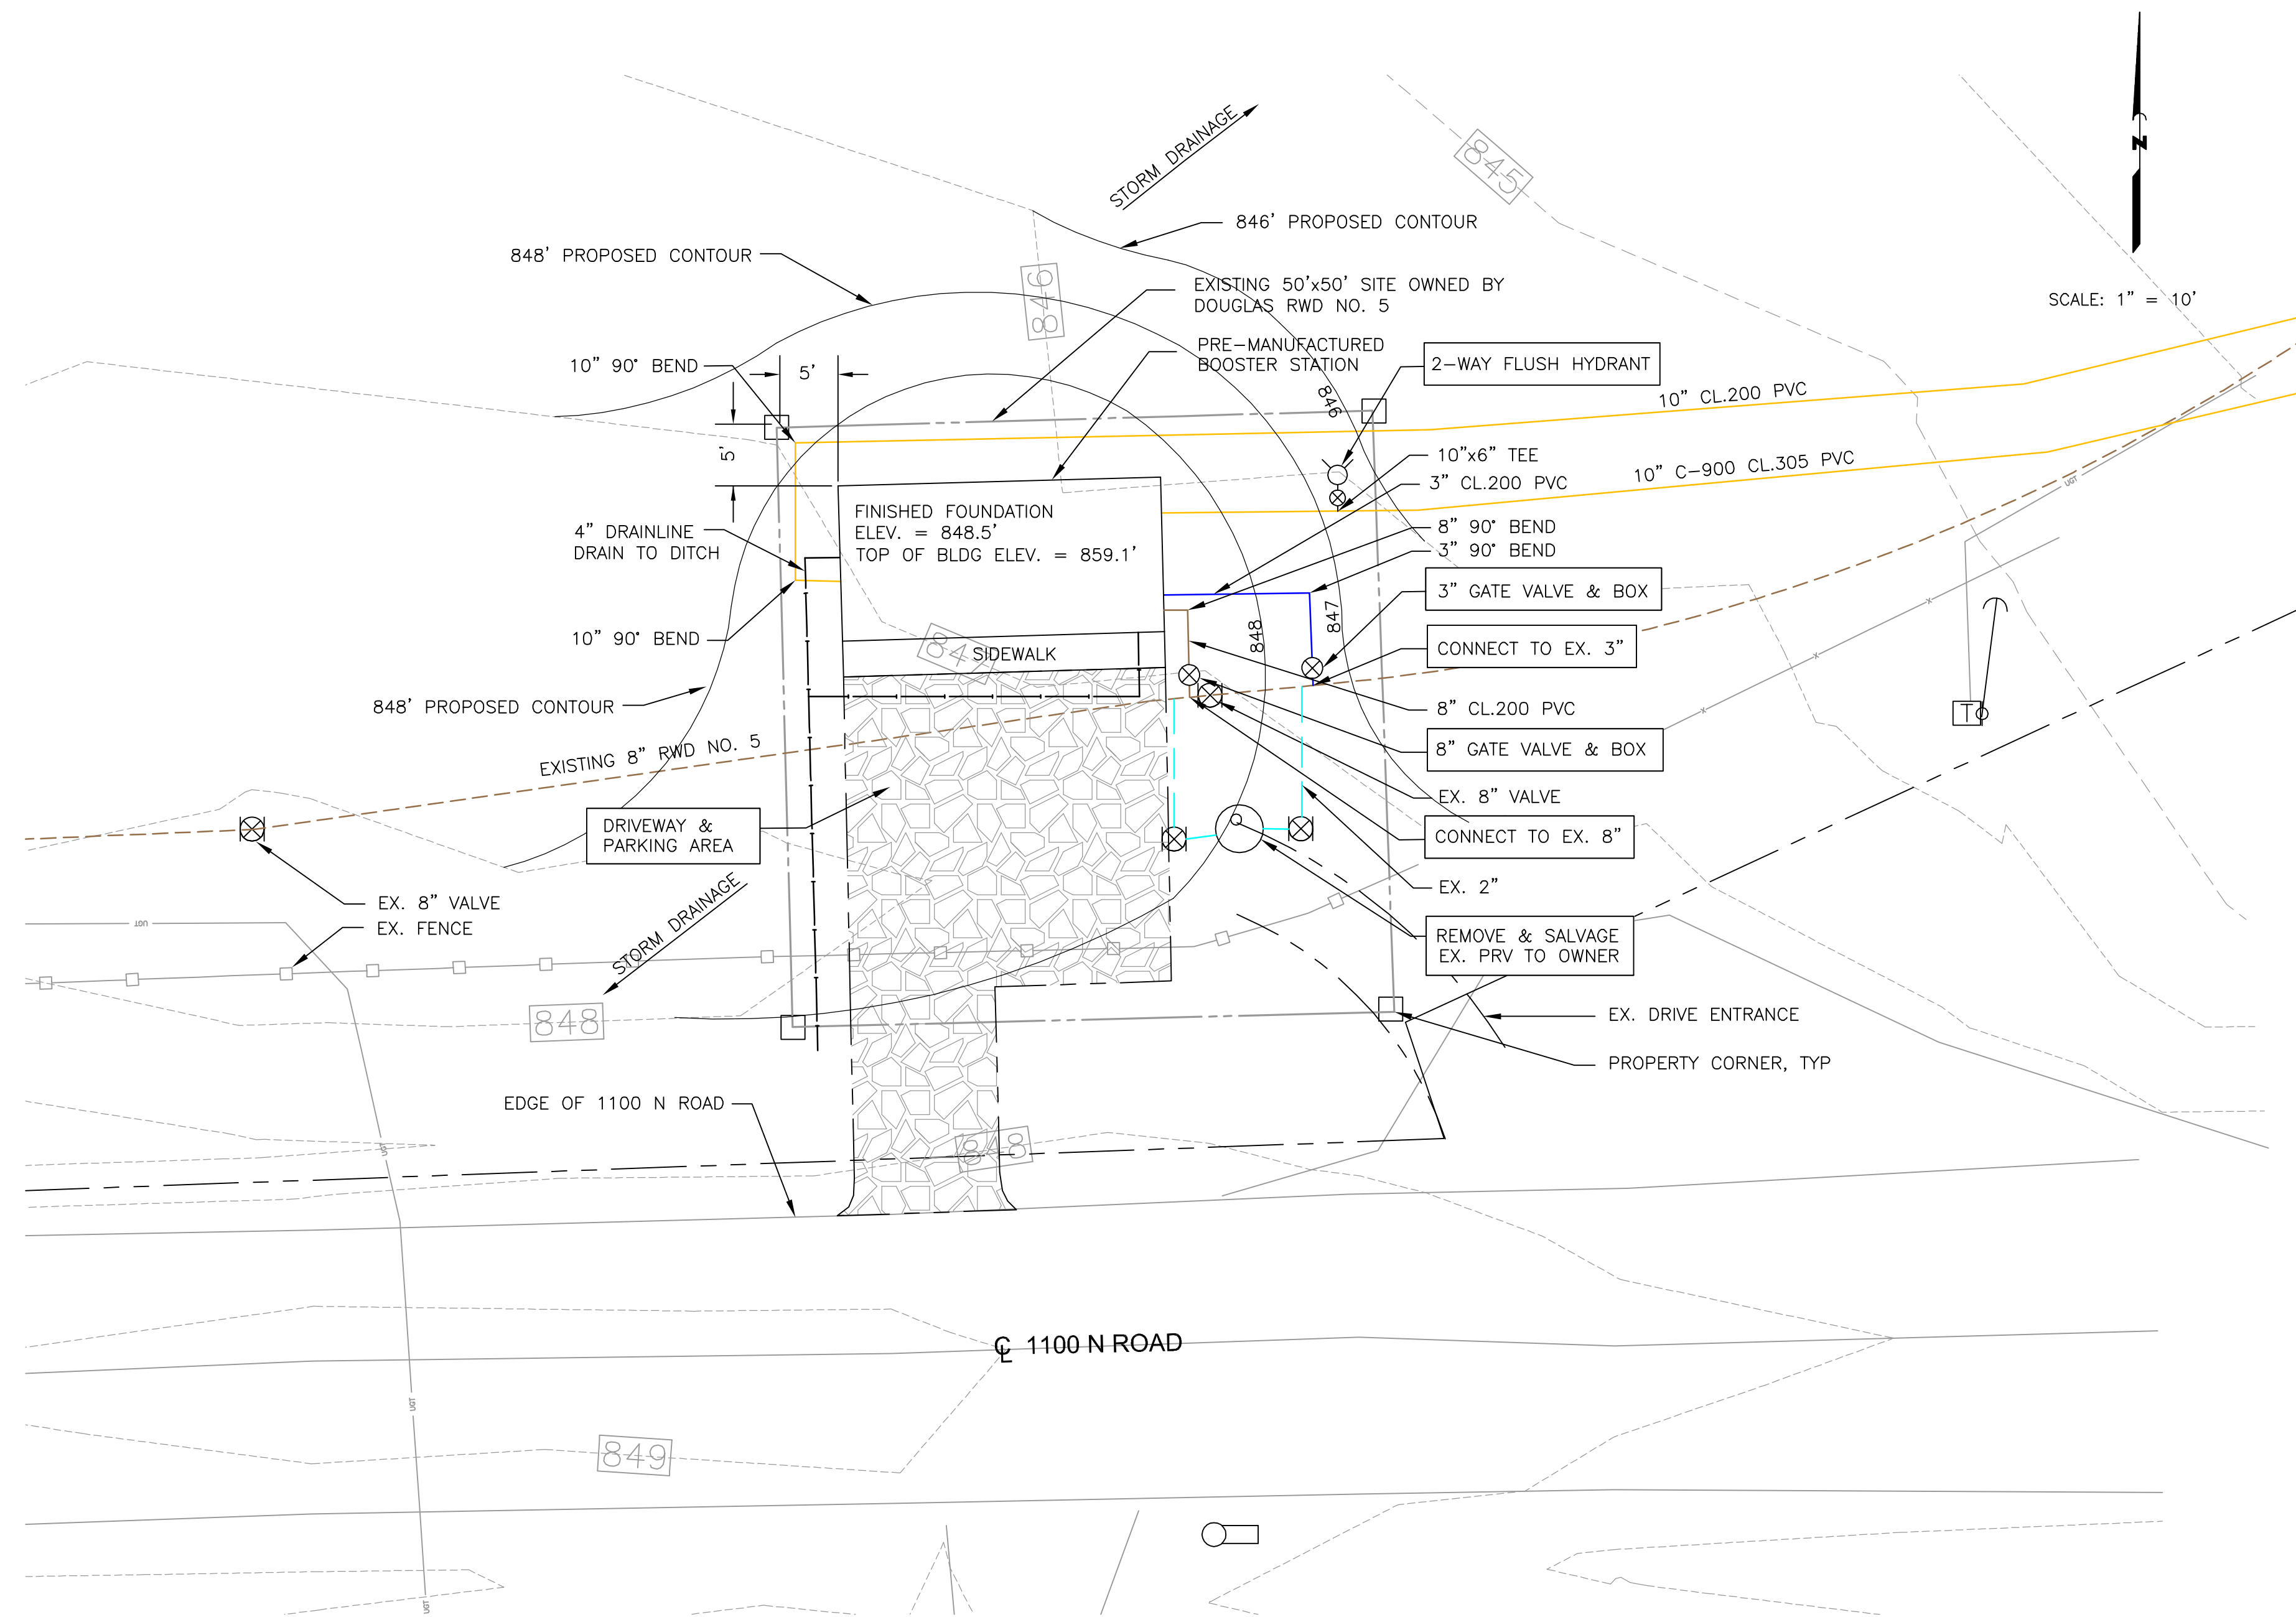 N
STORM DRAINAGE
845
846' PROPOSED CONTOUR
848' PROPOSED CONTOUR
846
EXISTING 50'x50' SITE OWNED BY
DOUGLAS RWD NO. 5
SCALE: 1" = 10'
PRE-MANUFACTURED
BOOSTER STATION
10" 90° BEND
5'
2-WAY FLUSH HYDRANT
846
10" CL.200 PVC
5'
10"x6" TEE
3" CL.200 PVC
10" C-900 CL.305 PVC
UGT
FINISHED FOUNDATION
ELEV. = 848.5'
TOP OF BLDG ELEV. = 859.1'
4" DRAINLINE
DRAIN TO DITCH
8" 90° BEND
3" 90° BEND
3" GATE VALVE & BOX
X
10" 90° BEND
847
848
847
SIDEWALK
CONNECT TO EX. 3"
X
848' PROPOSED CONTOUR
8" CL.200 PVC
X
T
EXISTING 8" RWD NO. 5
8" GATE VALVE & BOX
EX. 8" VALVE
DRIVEWAY &
PARKING AREA
CONNECT TO EX. 8"
EX. 2"
EX. 8" VALVE
EX. FENCE
UGT
STORM DRAINAGE
REMOVE & SALVAGE
EX. PRV TO OWNER
848
EX. DRIVE ENTRANCE
PROPERTY CORNER, TYP
EDGE OF 1100 N ROAD
UGT
848
CL 1100 N ROAD
UGT
849
UGT